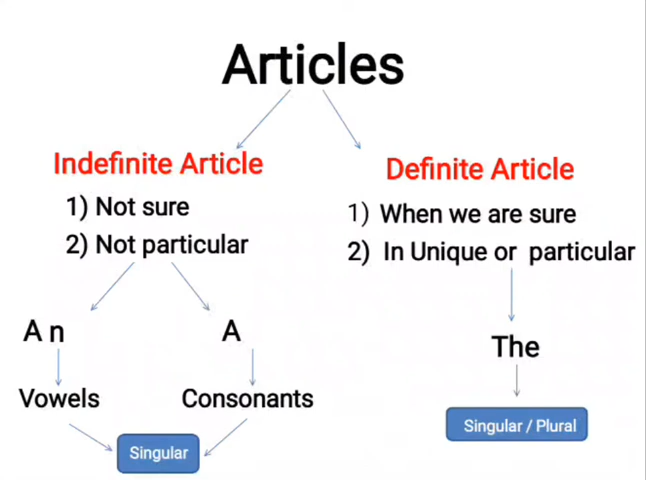 Articles
Indefinite Article
1) Not sure
2) Not particular
An
Vowels
A
Consonants
Singular
Definite Article
1) When we are sure
2) In Unique or particular
The
Singular / Plural